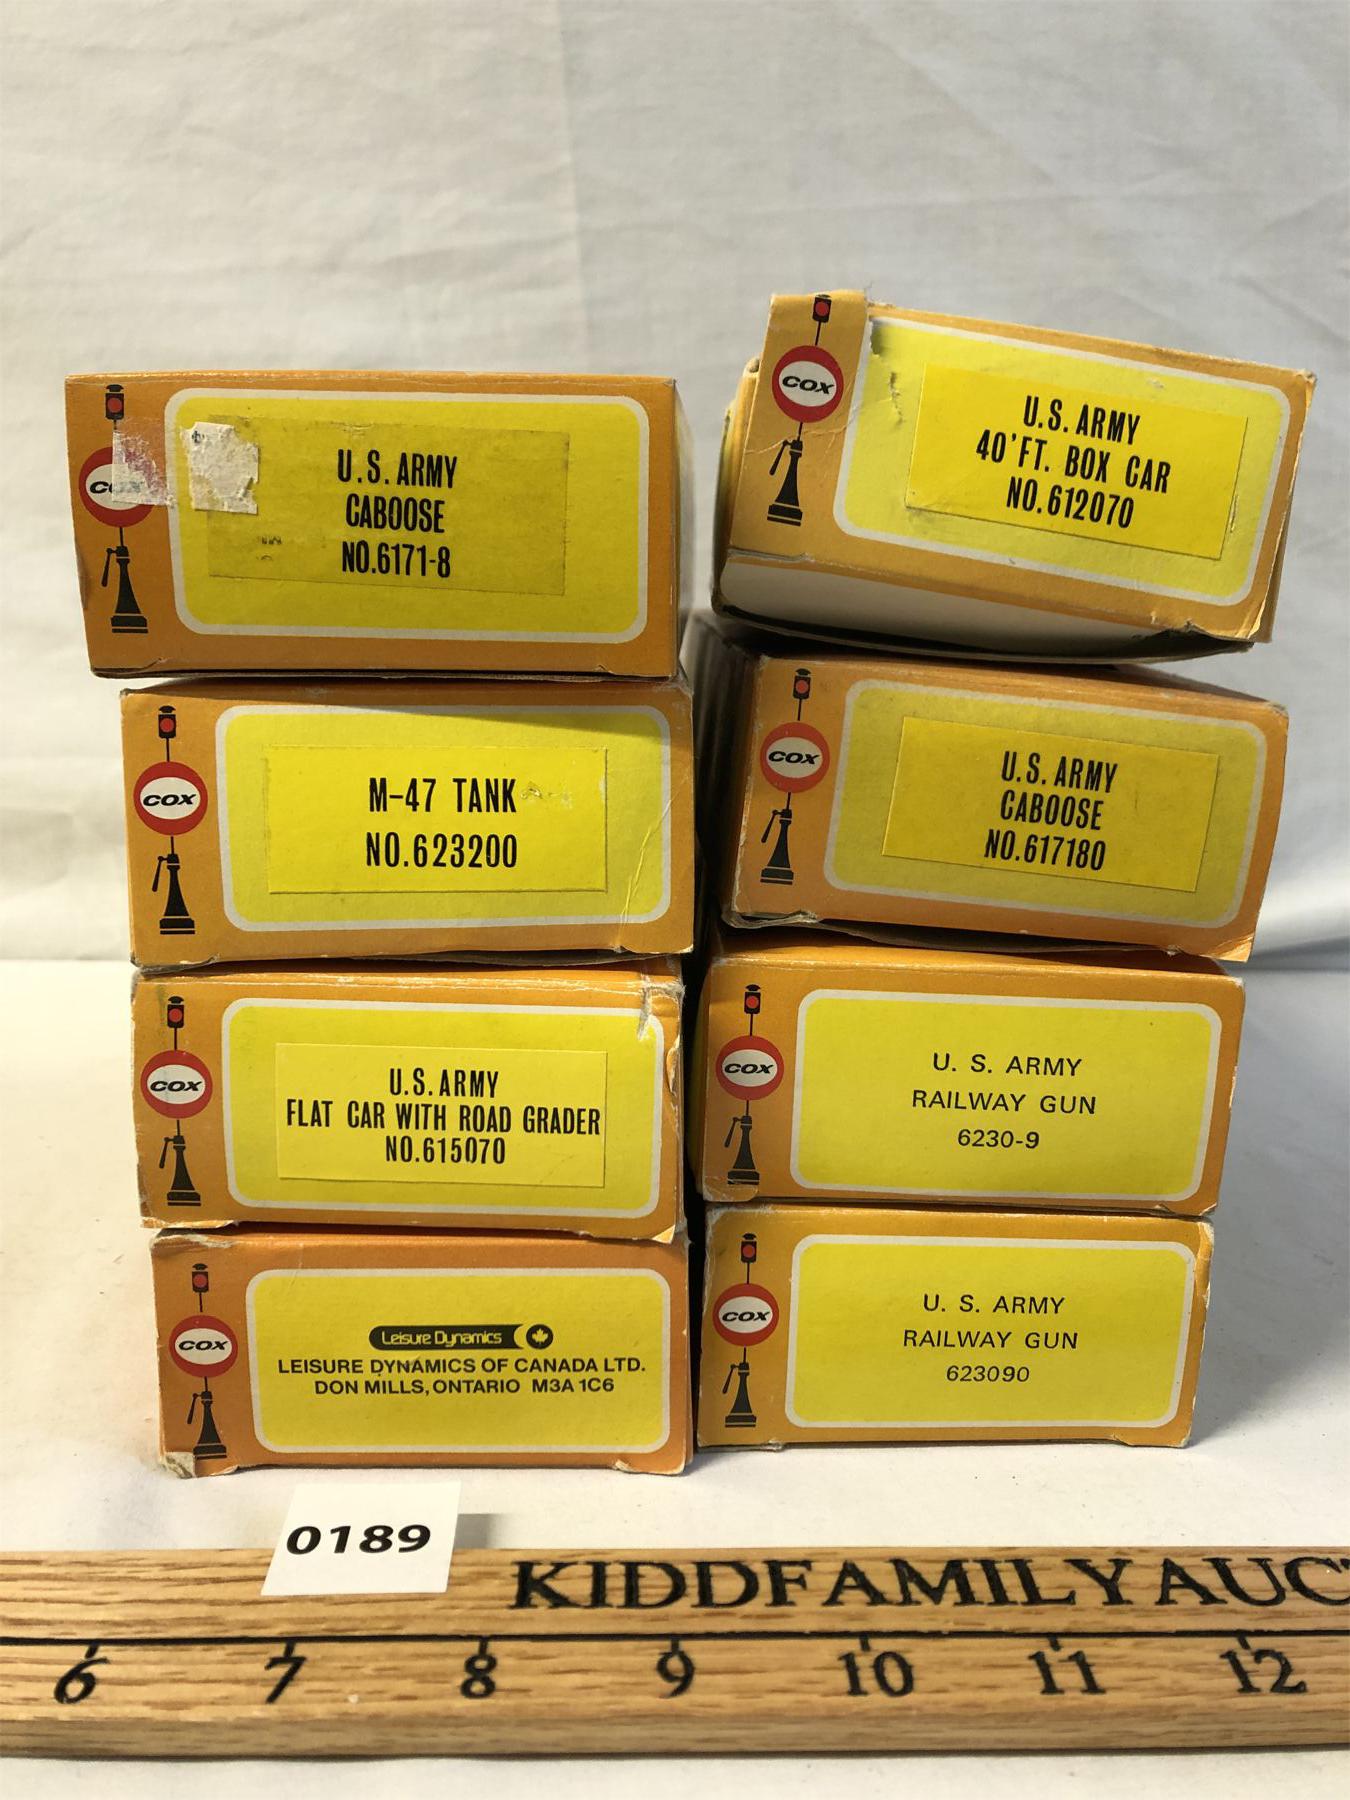 COX
U.S. ARMY
CABOOSE
NO.6171-8
COX
U.S. ARMY
40' FT. BOX CAR
NO.612070
COX
M-47 TANK
NO.623200
COX
U.S. ARMY
CABOOSE
NO.617180
COX
U.S. ARMY
FLAT CAR WITH ROAD GRADER
NO.615070
COX
U. S. ARMY
RAILWAY GUN
6230-9
COX
Leisure Dynamics
LEISURE DYNAMICS OF CANADA LTD.
DON MILLS, ONTARIO M3A 1C6
COX
U. S. ARMY
RAILWAY GUN
623090
0189
KIDDFAMILYAUCT
6 7 8 9 10 11 12